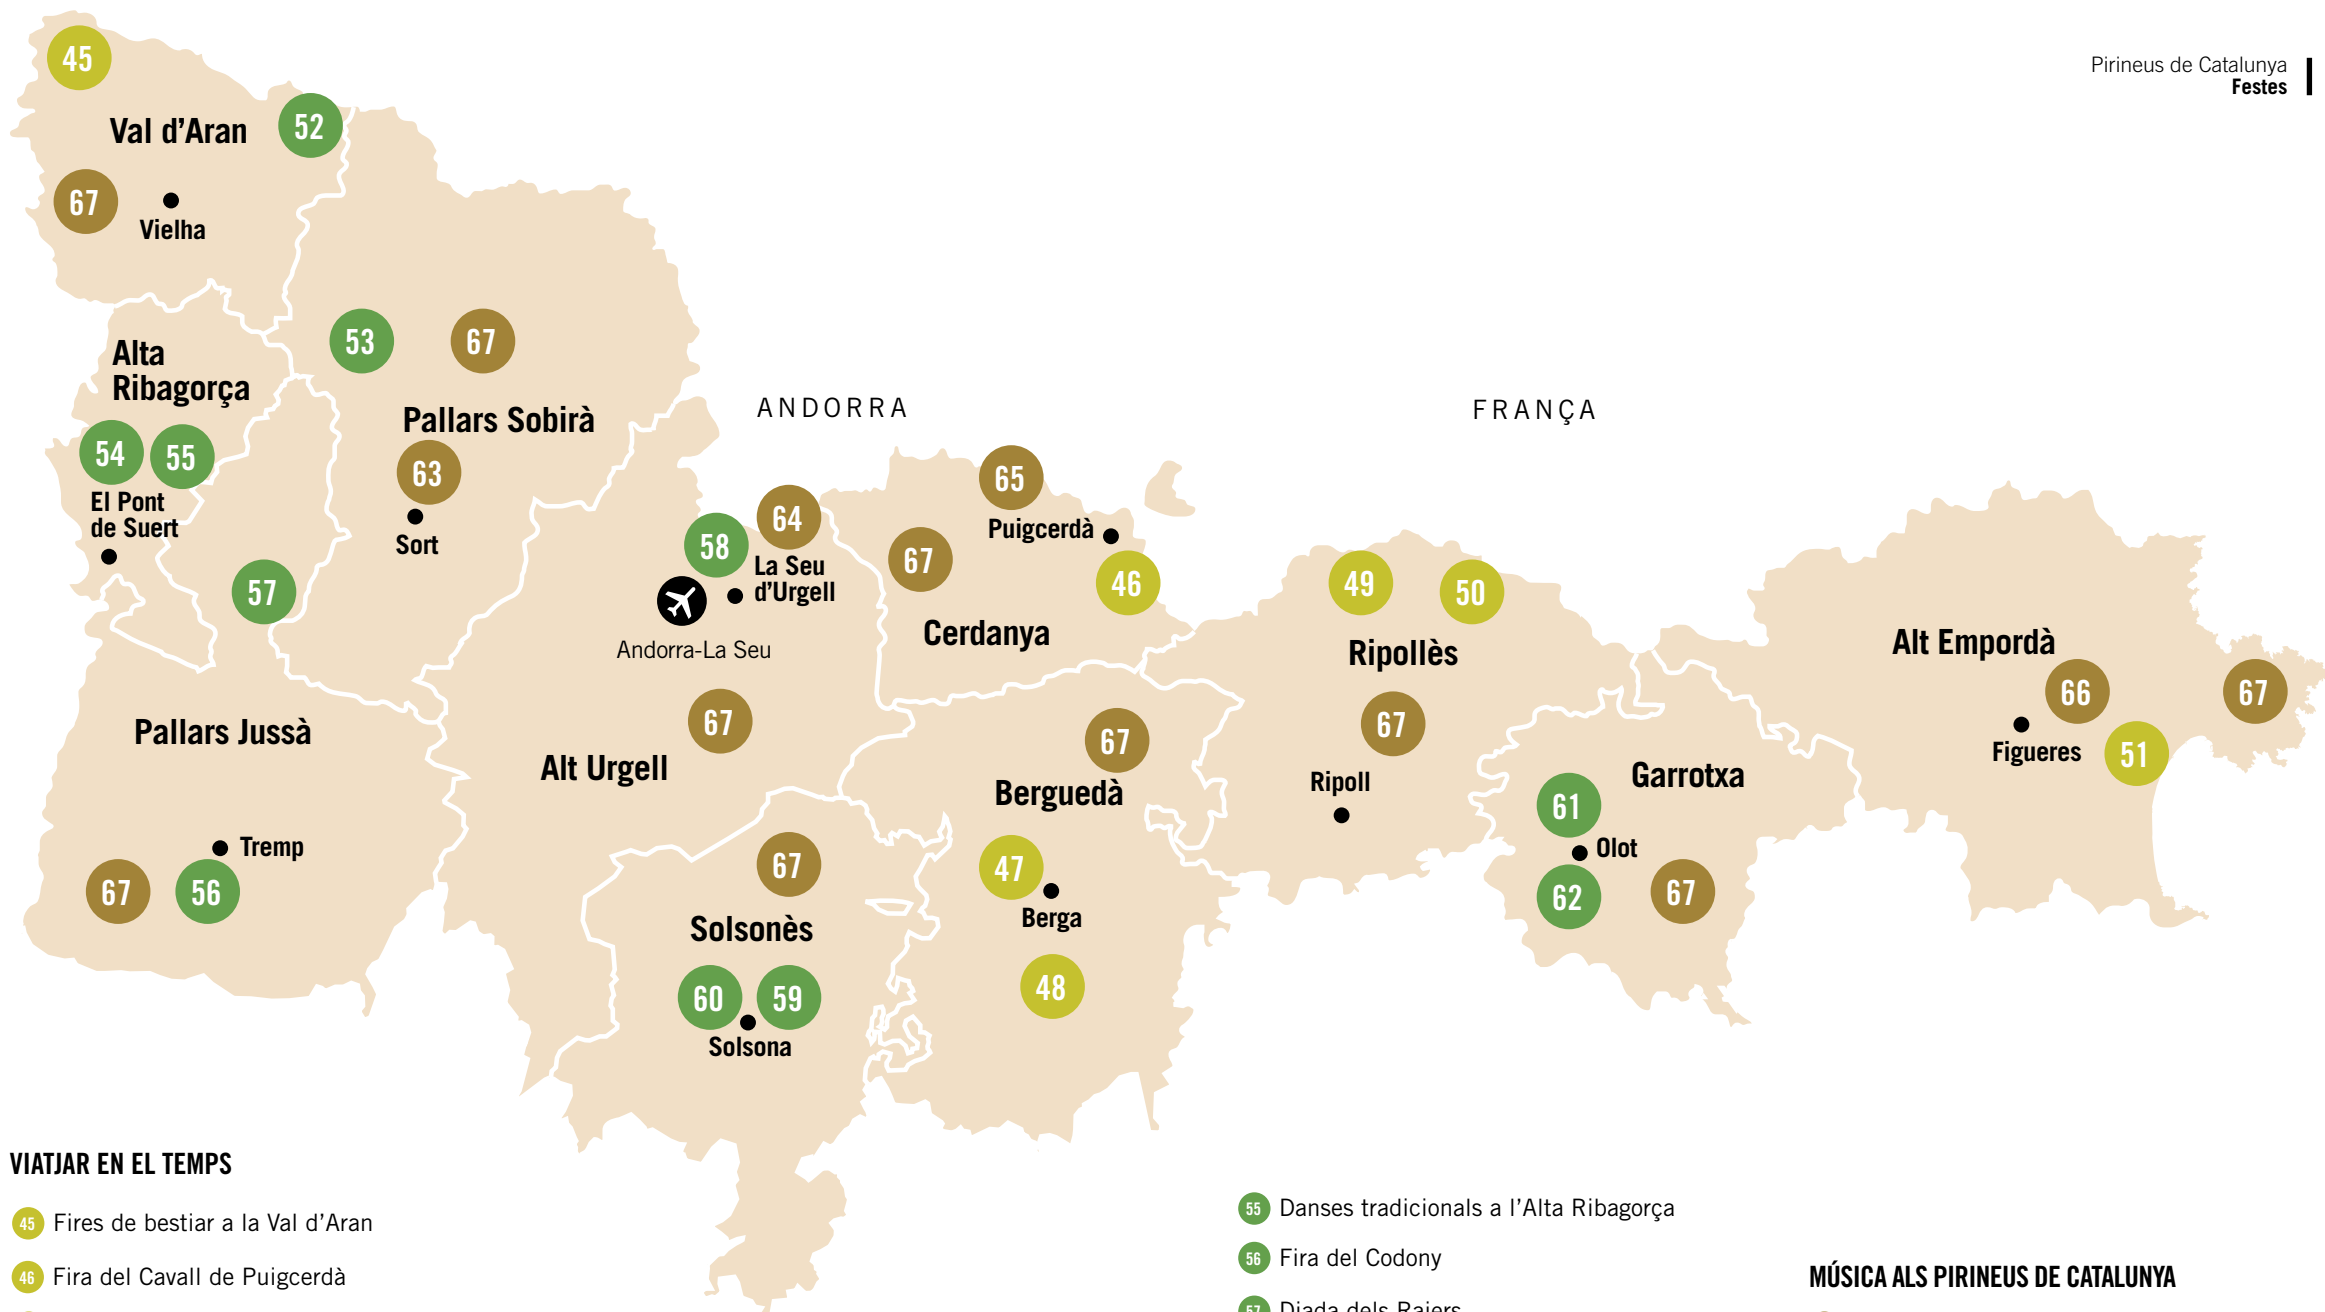 Pirineus de Catalunya
Festes
45
Val d'Aran
52
67
Vielha
53
67
Alta
Ribagorça
Pallars Sobirà
ANDORRA
FRANÇA
54
55
63
El Pont
de Suert
Sort
57
58
64
La Seu
d'Urgell
Andorra-La Seu
65
Puigcerdà
67
46
Cerdanya
49
50
Ripollès
Alt Empordà
66
67
Figueres
51
Pallars Jussà
67
Alt Urgell
67
Berguedà
67
Ripoll
Garrotxa
61
Olot
62
67
Tremp
67
56
67
Solsonès
47
Berga
48
60
59
Solsona
VIATJAR EN EL TEMPS
45 Fires de bestiar a la Val d'Aran
46 Fira del Cavall de Puigcerdà
55 Danses tradicionals a l'Alta Ribagorça
56 Fira del Codony
57 Diada dels Raiers
MÚSICA ALS PIRINEUS DE CATALUNYA